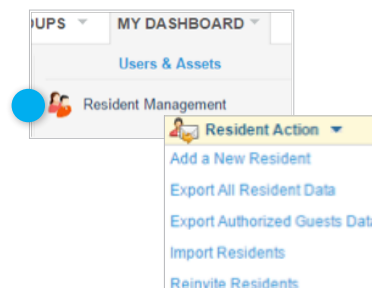 MY DASHBOARD
Users & Assets
Resident Management
Resident Action
Add a New Resident
Export All Resident Data
Export Authorized Guests Data
Import Residents
Reinvite Residents